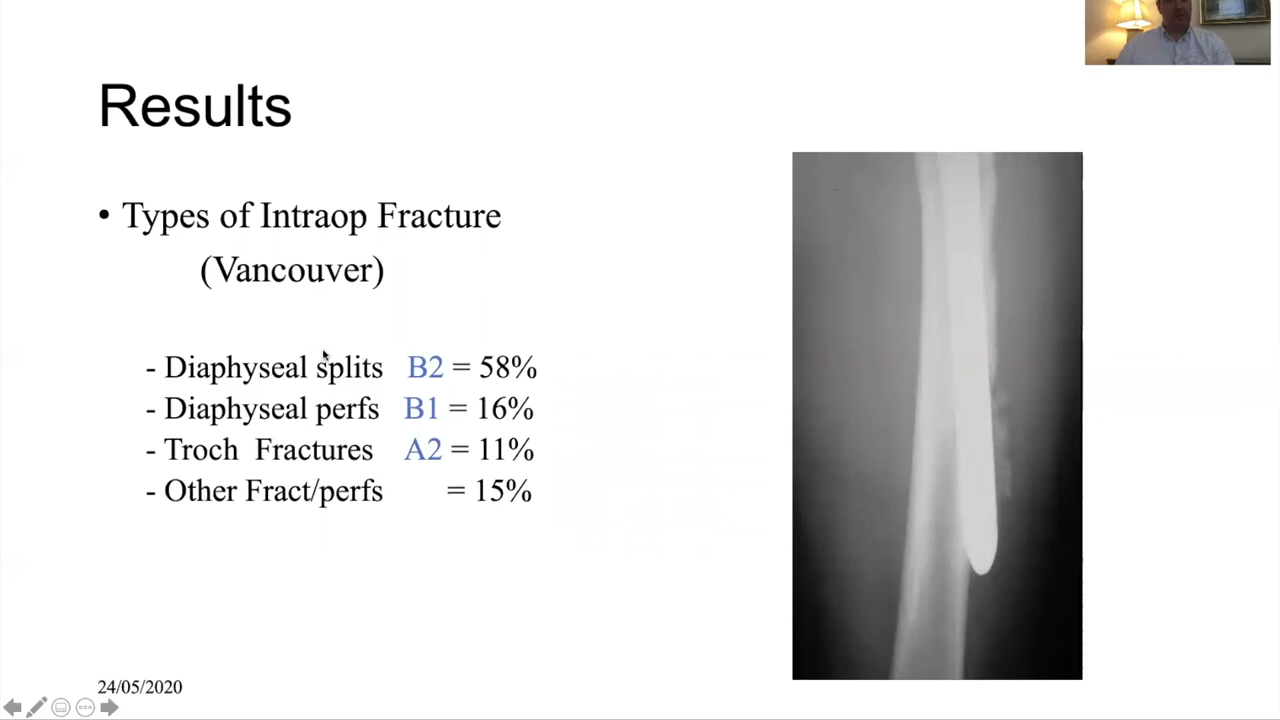 Results
• Types of Intraop Fracture
(Vancouver)
- Diaphyseal splits B2 = 58%
- Diaphyseal perfs B1 = 16%
- Troch Fractures A2 = 11%
- Other Fract/perfs = 15%
24/05/2020